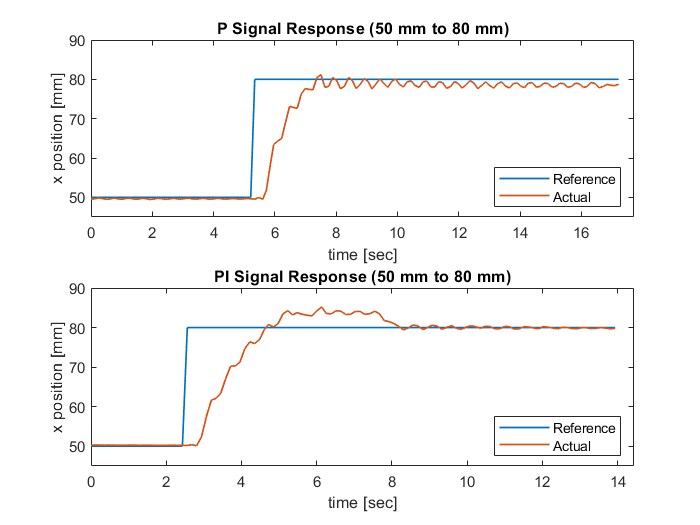 P Signal Response (50 mm to 80 mm)
90
80
70
60
50
x position [mm]
Reference
Actual
0 2 4 6 8 10 12 14 16
time [sec]
PI Signal Response (50 mm to 80 mm)
90
80
70
60
50
x position [mm]
Reference
Actual
0 2 4 6 8 10 12 14
time [sec]